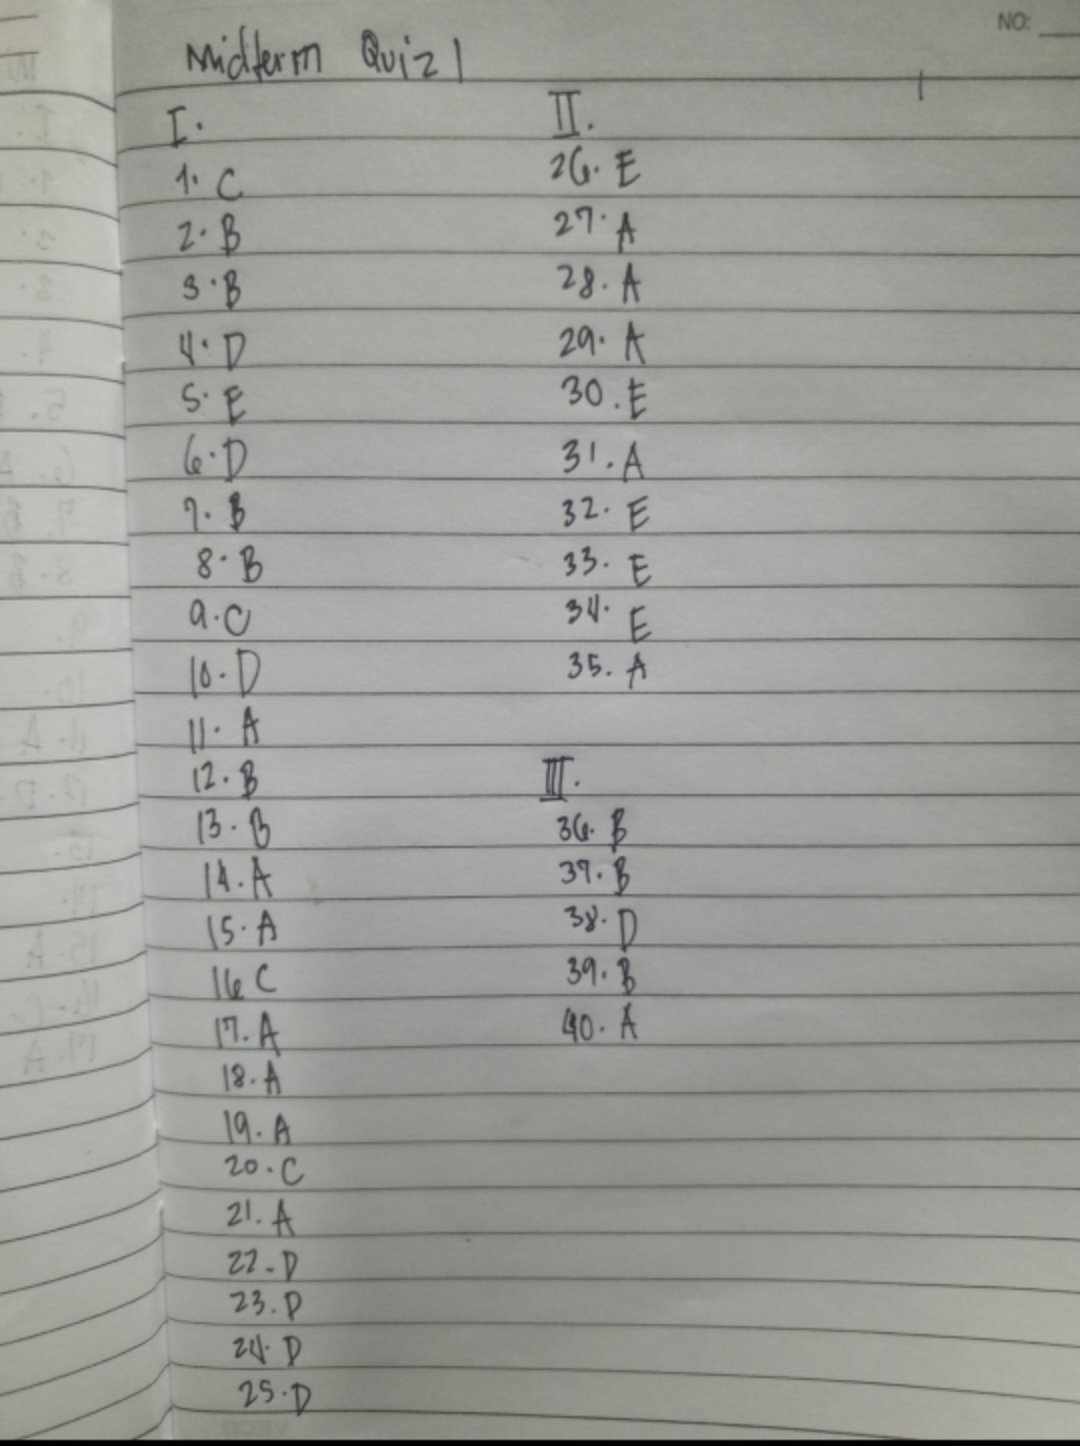 NO:
Midterm Quiz 1
I.
1. C
2. B
3. B
4. D
5. E
6. D
7. B
8. B
9. C
10. D
11. A
12. B
13. B
14. A
15. A
16 C
17. A
18. A
19. A
20. C
21. A
22. D
23. D
24. D
25. D
II.
26. E
27. A
28. A
29. A
30. E
31. A
32. E
33. E
34. E
35. A
III.
36. B
37. B
38. D
39. B
40. A